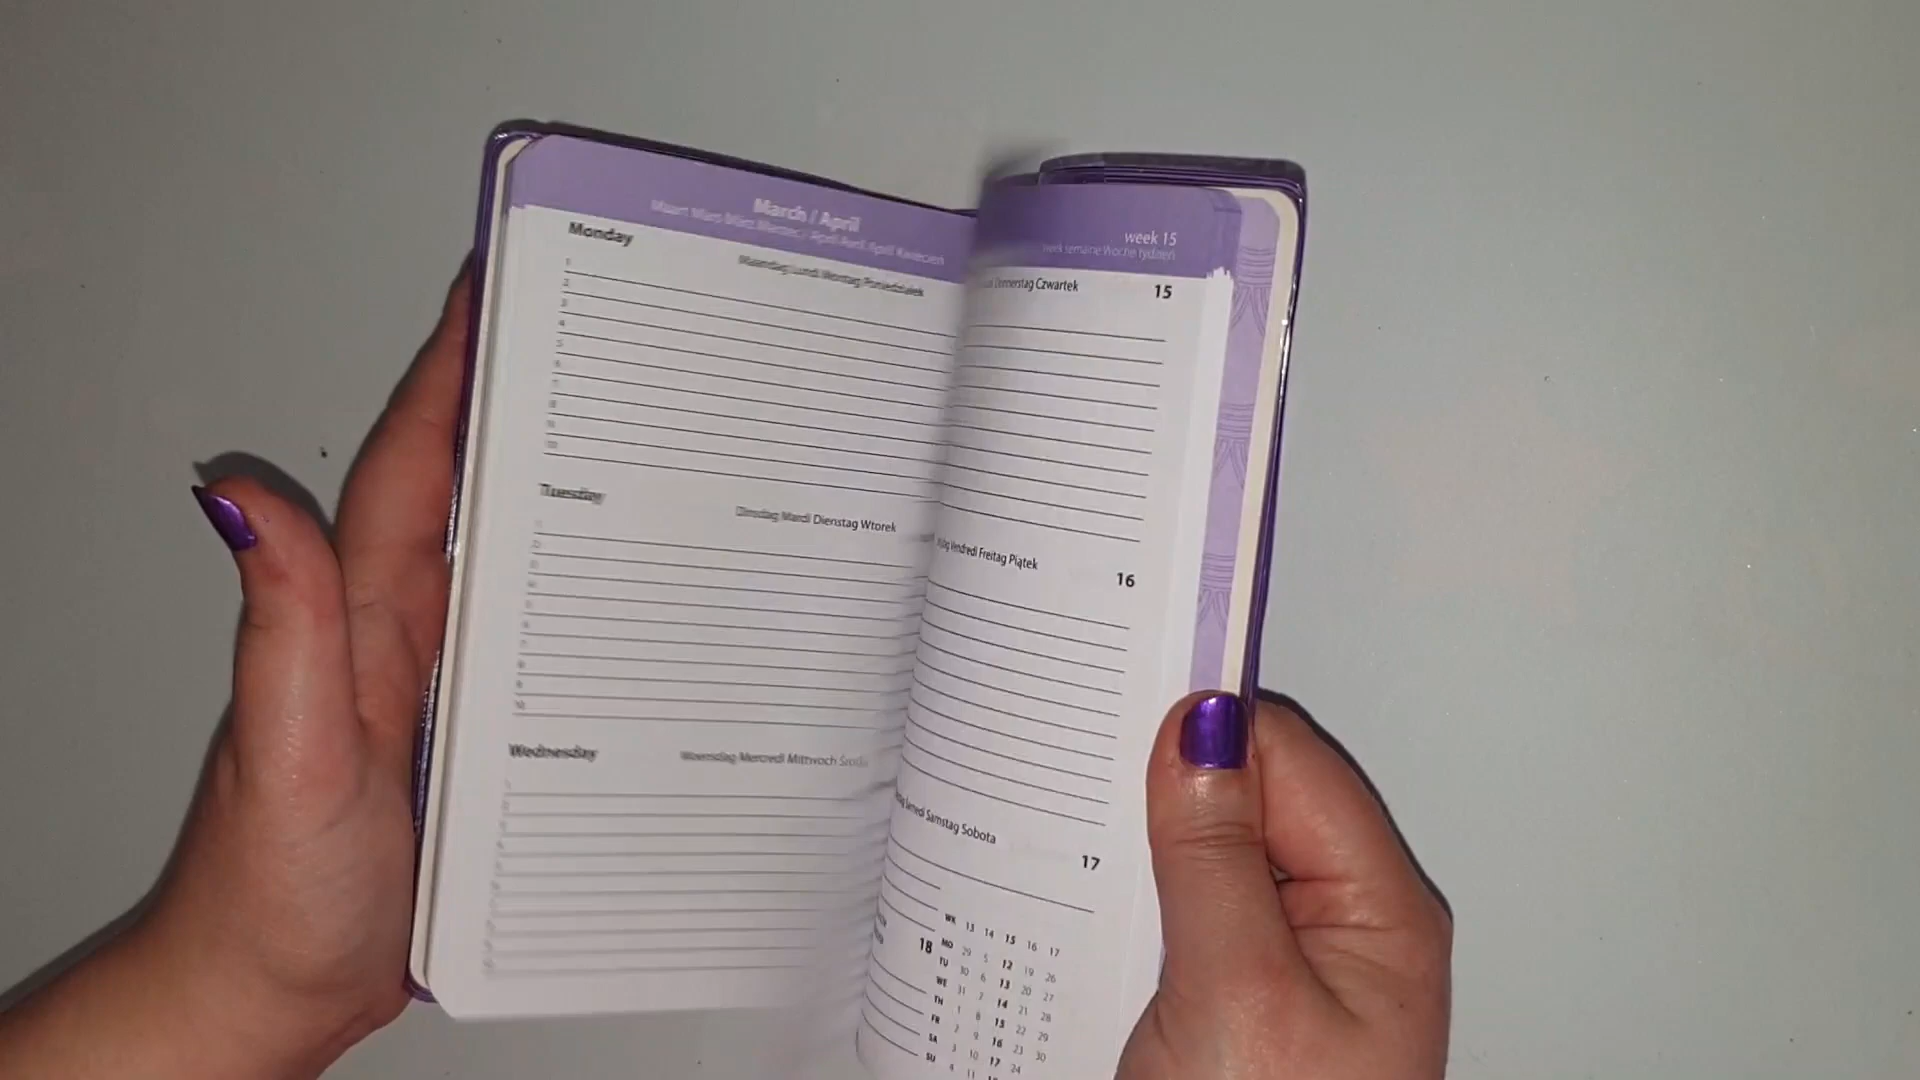 March / April
Maart Mars März Marzec / April Avril April Kwiecień
Monday
Maandag Lundi Montag Poniedziałek
1
2
3
4
5
6
7
8
Tuesday
Dinsdag Mardi Dienstag Wtorek
Wednesday
Woensdag Mercredi Mittwoch Środa
week 15
week semaine Woche tydzień
Donnerstag Czwartek 15
Vendredi Freitag Piątek 16
Samedi Samstag Sobota 17
18
WK 13 14 15 16 17
MO 29 5 12 19 26
TU 30 6 13 20 27
WE 31 7 14 21 28
TH 1 8 15 22 29
FR 2 9 16 23 30
SA 3 10 17 24
SU 4 11